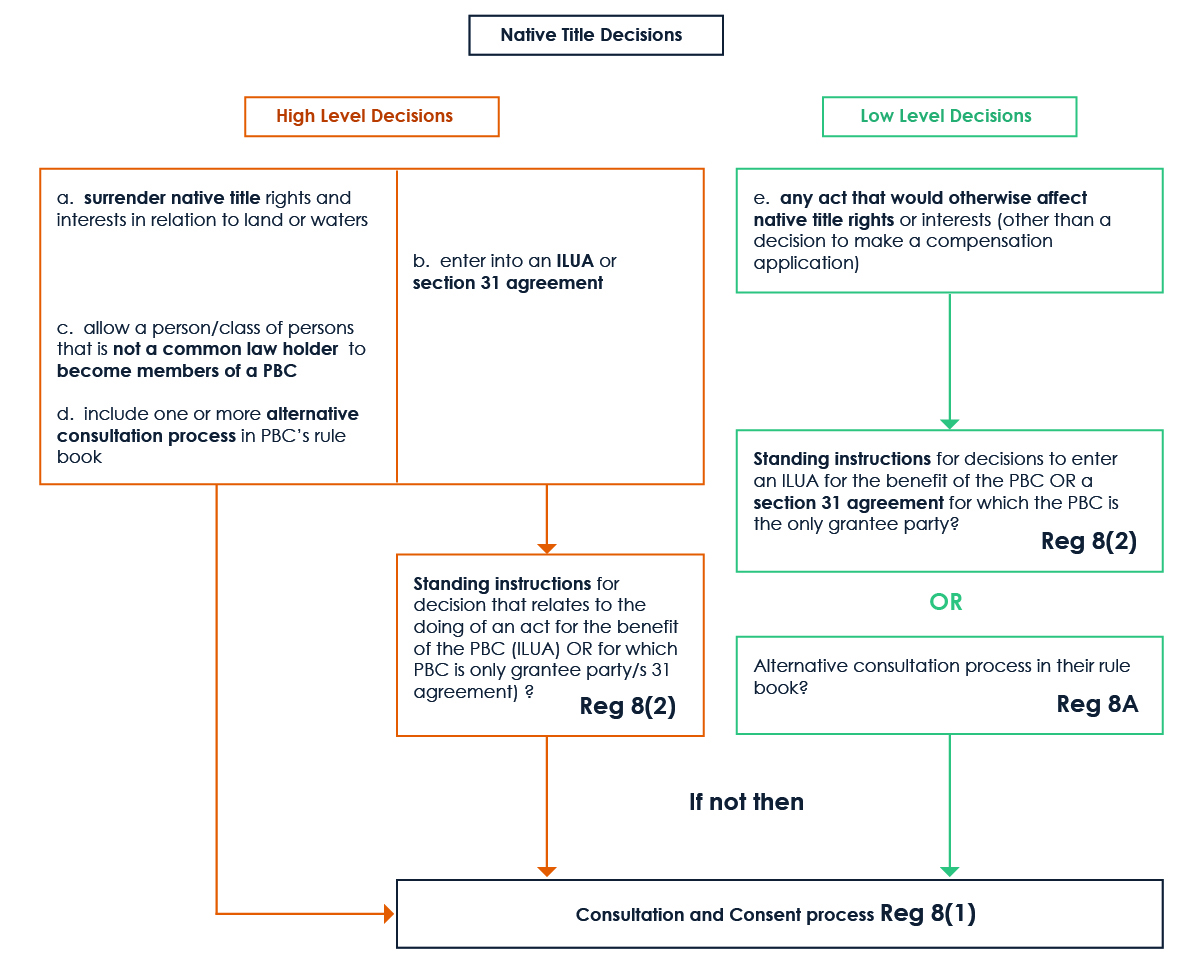 Native Title Decisions
High Level Decisions
Low Level Decisions
a. surrender native title rights and
interests in relation to land or waters
c. allow a person/class of persons
that is not a common law holder to
become members of a PBC
d. include one or more alternative
consultation process in PBC’s rule
book
b. enter into an ILUA or
section 31 agreement
Standing instructions for
decision that relates to the
doing of an act for the benefit
of the PBC (ILUA) OR for which
PBC is only grantee party/s 31
agreement) ?
Reg 8(2)
e. any act that would otherwise affect
native title rights or interests (other than a
decision to make a compensation
application)
Standing instructions for decisions to enter
an ILUA for the benefit of the PBC OR a
section 31 agreement for which the PBC is
the only grantee party?
Reg 8(2)
OR
Alternative consultation process in their rule
book?
Reg 8A
If not then
Consultation and Consent process Reg 8(1)